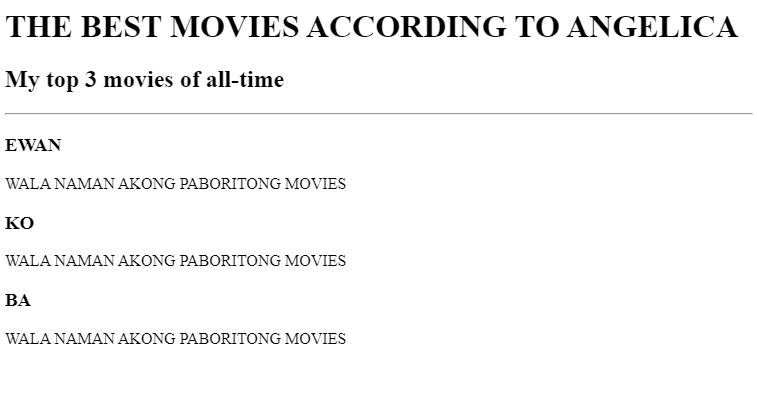 THE BEST MOVIES ACCORDING TO ANGELICA
My top 3 movies of all-time
EWAN
WALA NAMAN AKONG PABORITONG MOVIES
KO
WALA NAMAN AKONG PABORITONG MOVIES
BA
WALA NAMAN AKONG PABORITONG MOVIES